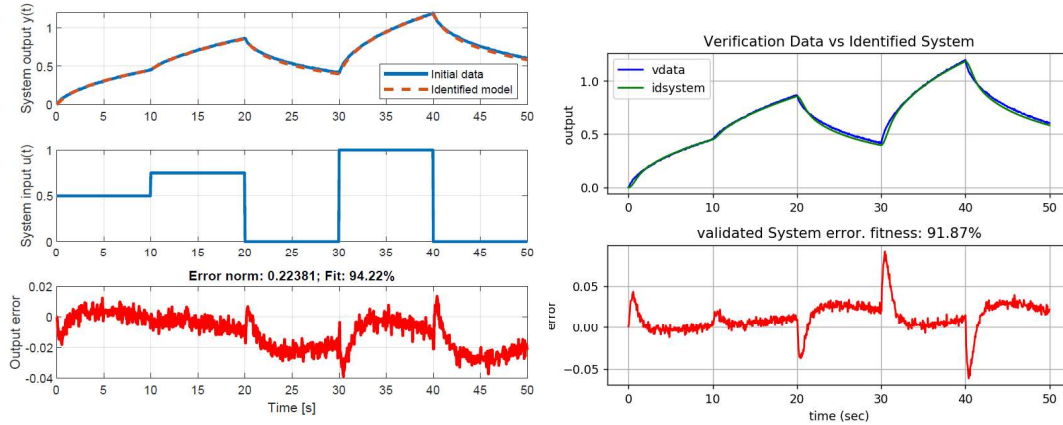 System output y(t)
1
0.5
0
0 5 10 15 20 25 30 35 40 45 50
Initial data
Identified model
System input u(t)
1
0.5
0
0 5 10 15 20 25 30 35 40 45 50
Error norm: 0.22381; Fit: 94.22%
Output error
0.02
0
-0.02
-0.04
0 5 10 15 20 25 30 35 40 45 50
Time [s]
Verification Data vs Identified System
vdata
idsystem
output
1.0
0.5
0.0
0 10 20 30 40 50
validated System error. fitness: 91.87%
error
0.05
0.00
−0.05
0 10 20 30 40 50
time (sec)